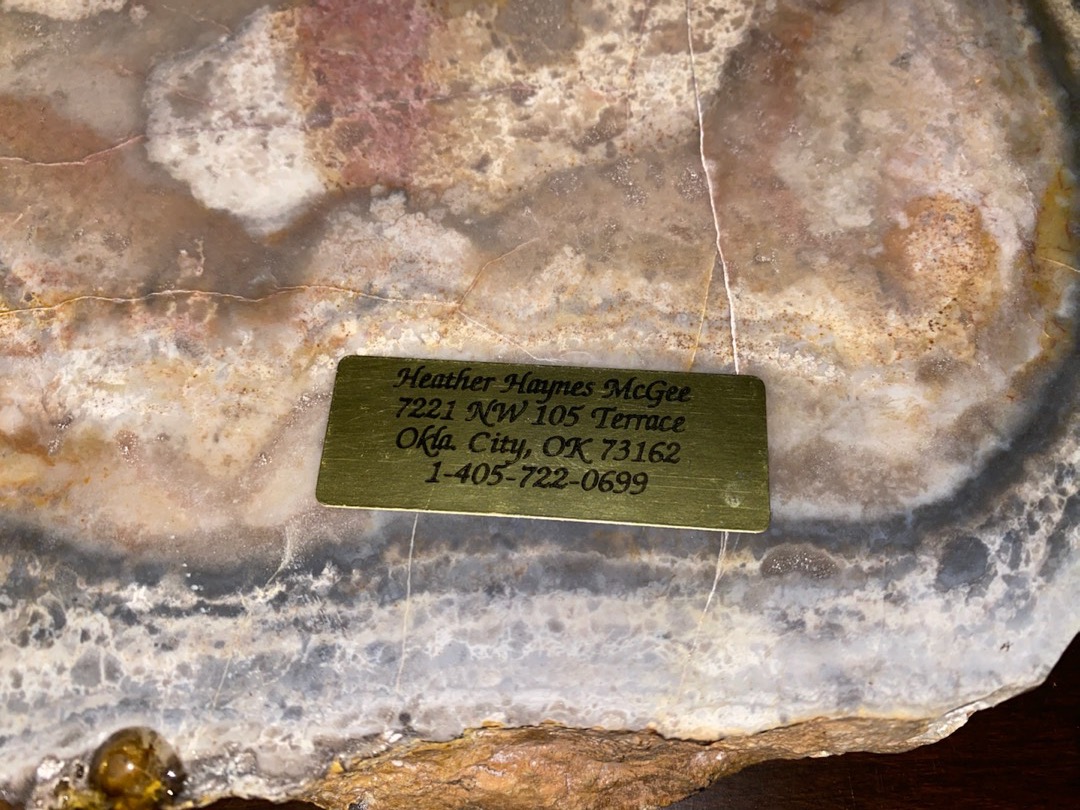 Heather Haynes McGee
7221 NW 105 Terrace
Okla. City, OK 73162
1-405-722-0699